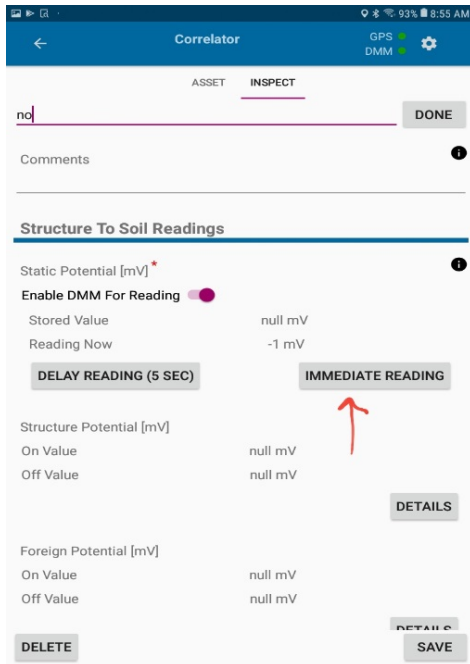 93% 8:55 AM
Correlator
GPS
DMM
ASSET INSPECT
no
DONE
Comments
Structure To Soil Readings
Static Potential [mV] *
Enable DMM For Reading
Stored Value null mV
Reading Now -1 mV
DELAY READING (5 SEC) IMMEDIATE READING
Structure Potential [mV]
On Value null mV
Off Value null mV
DETAILS
Foreign Potential [mV]
On Value null mV
Off Value null mV
DETAILS
DELETE SAVE